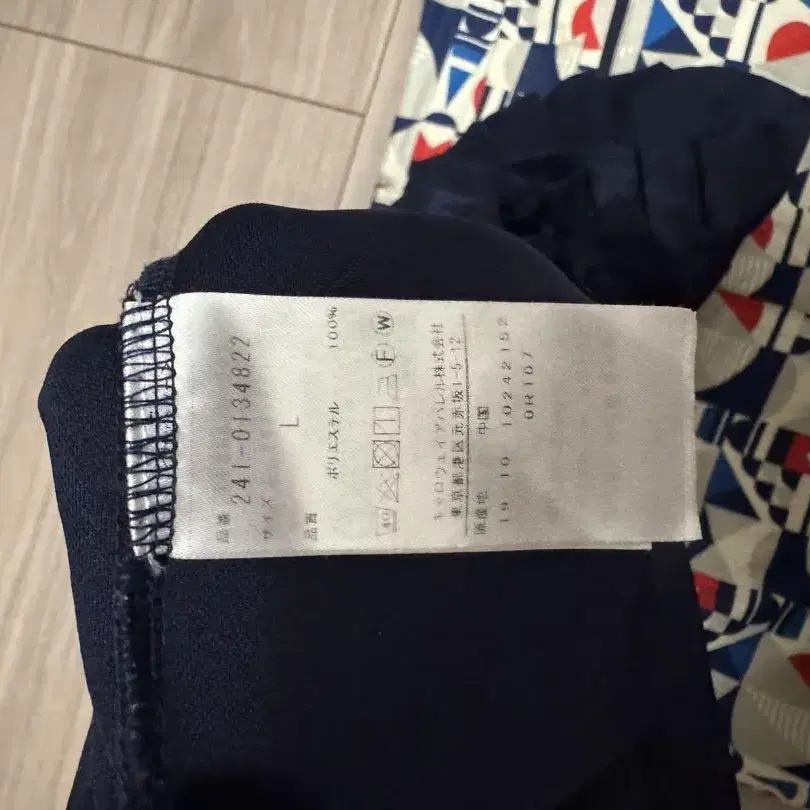 品番 241-0134822
サイズ L
品質
ポリエステル 100%
40 F W
キャロウェイアパレル株式会社
東京都港区元赤坂1-5-12
原産地 中国
19 10 10242152
0R107